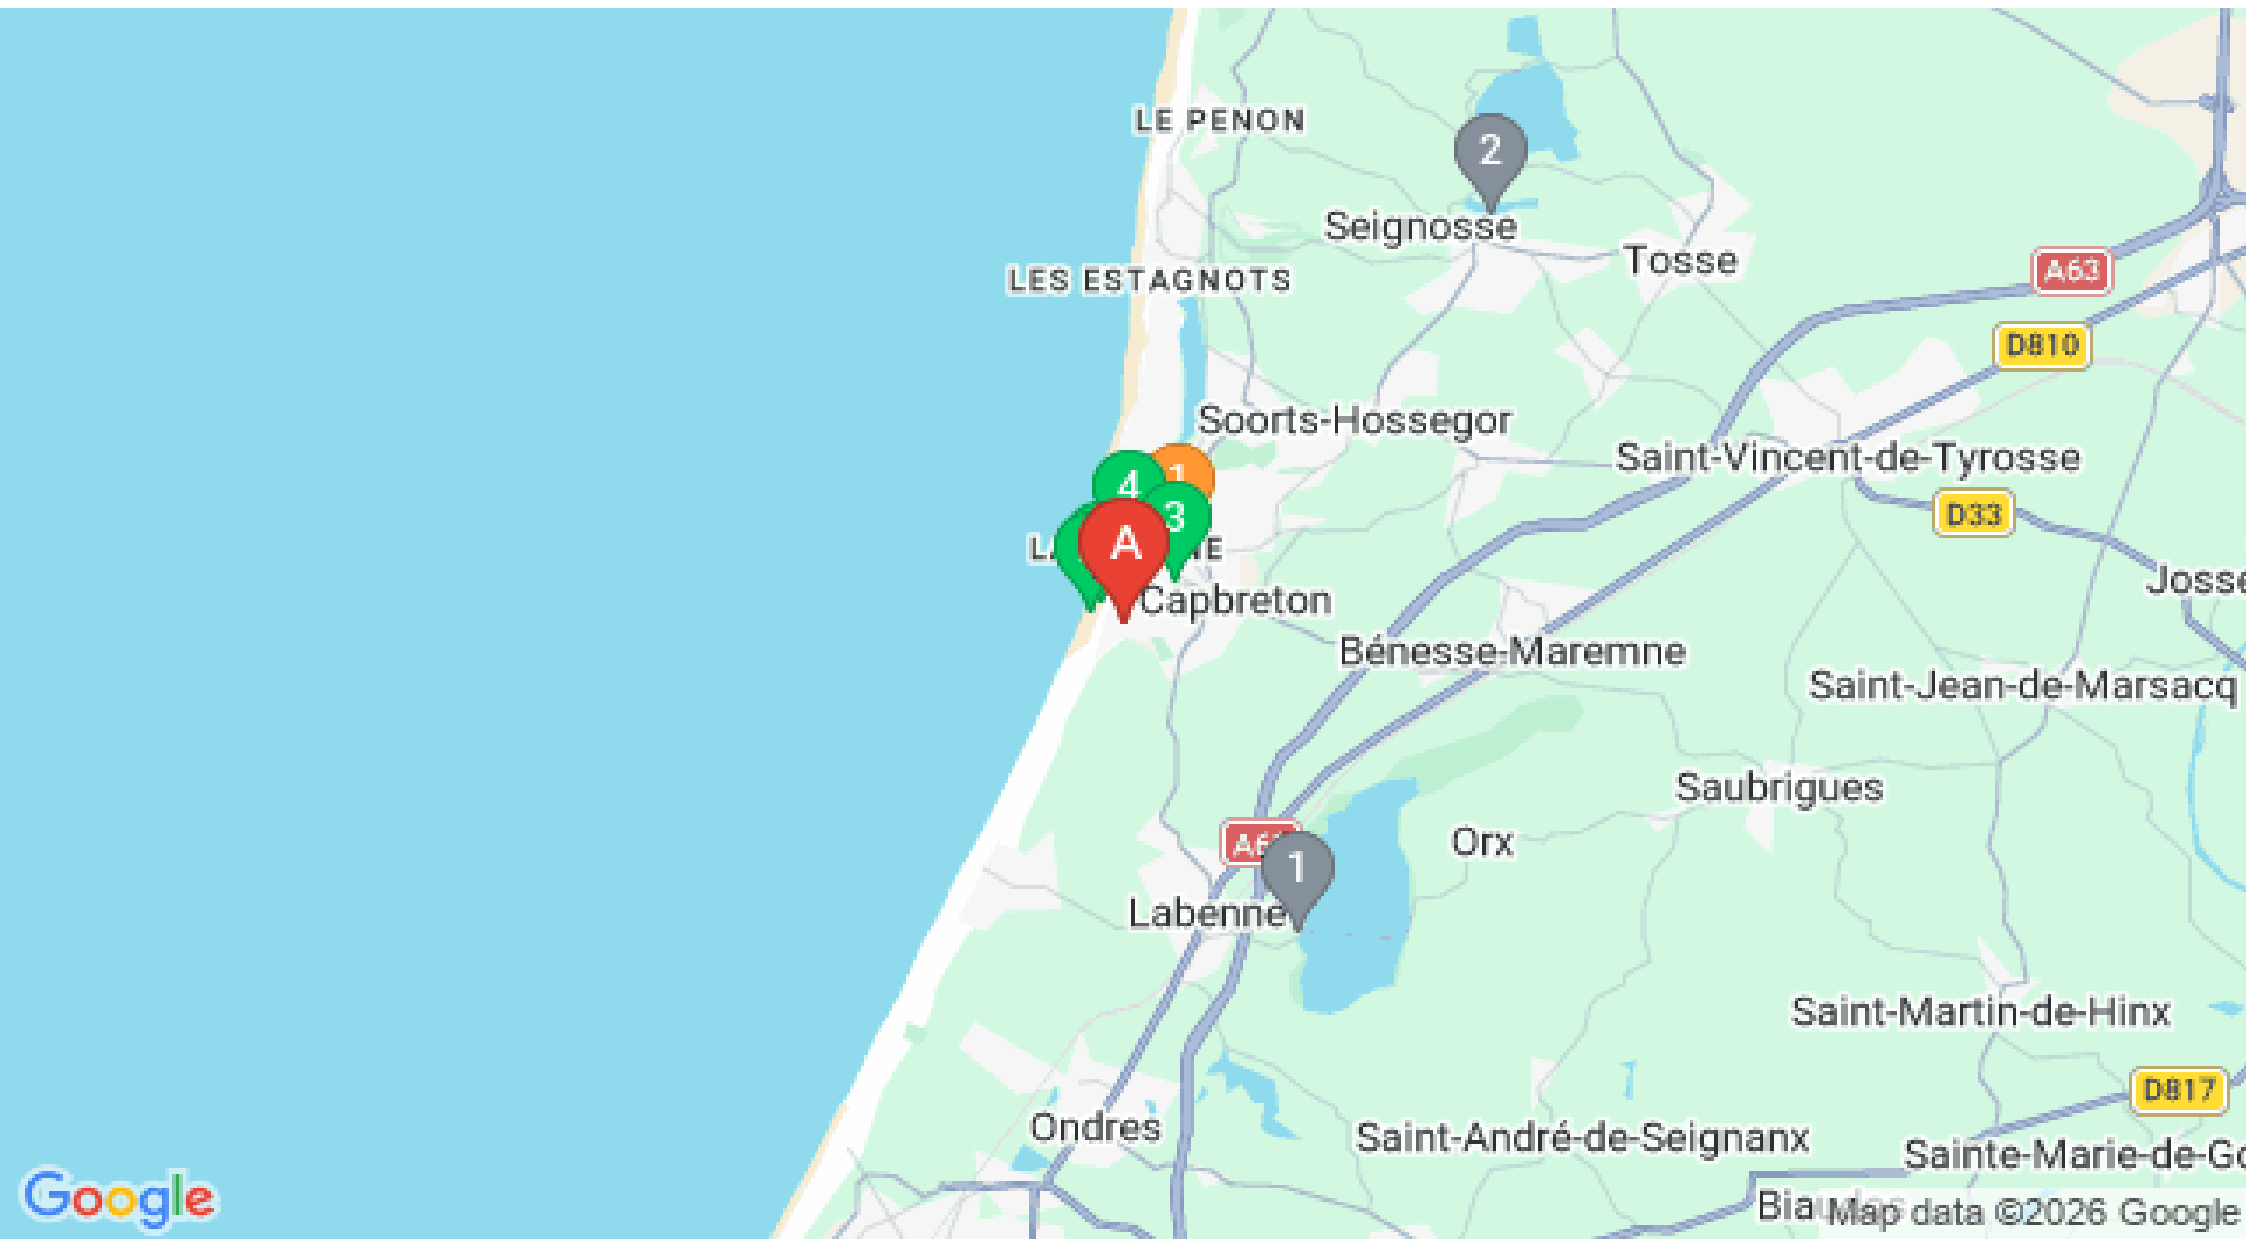 LE PENON
2
Seignosse
Tosse
LES ESTAGNOTS
A63
D810
Soorts-Hossegor
Saint-Vincent-de-Tyrosse
4
1
3
D33
A
Capbreton
Bénesse-Maremne
Saint-Jean-de-Marsacq
Saubrigues
Orx
1
Labenne
Saint-Martin-de-Hinx
D817
Ondres
Saint-André-de-Seignanx
Google
Map data ©2026 Google